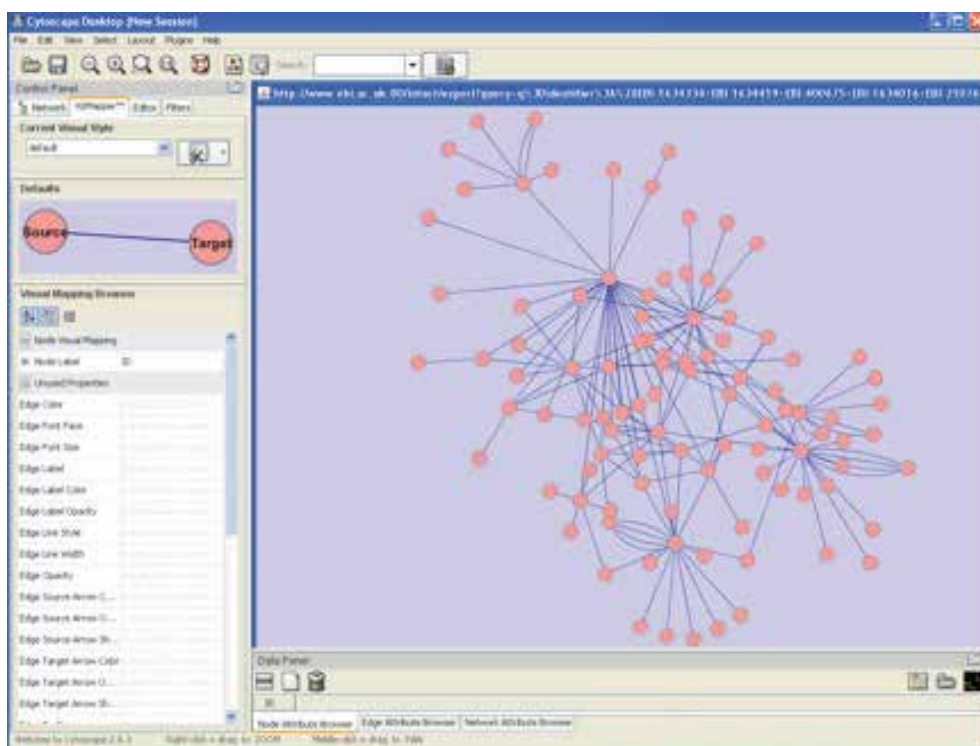 Cytoscape Desktop (New Session)
File Edit View Select Layout Plugins Help
Search:
Control Panel
Network VizMapper™ Editor Filters
Current Visual Style
default
Defaults
Source
Target
Visual Mapping Browser
Node Visual Mapping
Node Label ID
Unused Properties
Edge Color
Edge Font Face
Edge Font Size
Edge Label
Edge Label Color
Edge Label Opacity
Edge Line Style
Edge Line Width
Edge Opacity
Edge Source Arrow C...
Edge Source Arrow O...
Edge Source Arrow Sh...
Edge Target Arrow Color
Edge Target Arrow O...
Edge Target Arrow Sh...
Data Panel
ID
Node Attribute Browser Edge Attribute Browser Network Attribute Browser
Welcome to Cytoscape 2.6.3 Right-click + drag to ZOOM Middle-click + drag to PAN